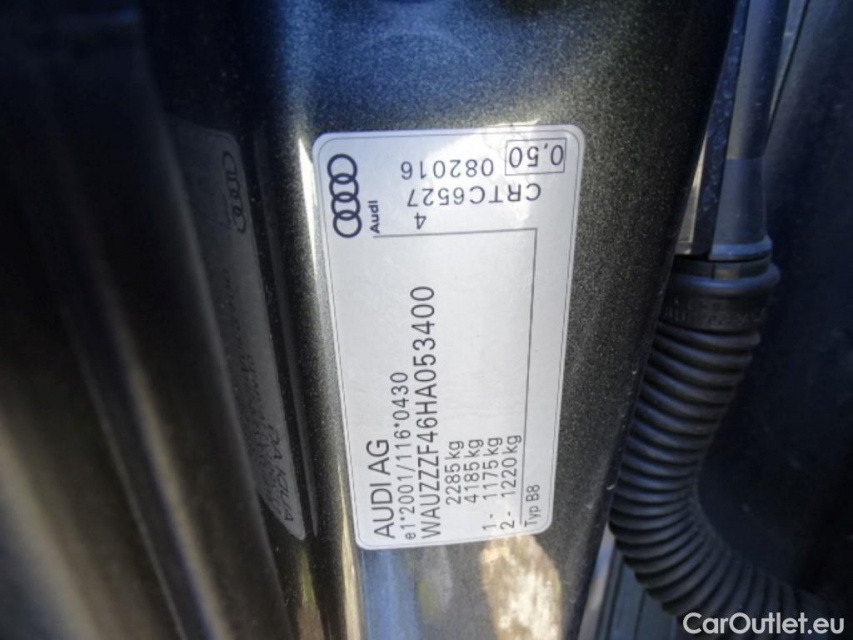 AUDI AG
e1*2001/116*0430
WAUZZZF46HA053400
2285kg
4185kg
1- 1175kg
2- 1220kg
Typ B8
Audi
CRTC6527
4
082016
0,50
CarOutlet.eu